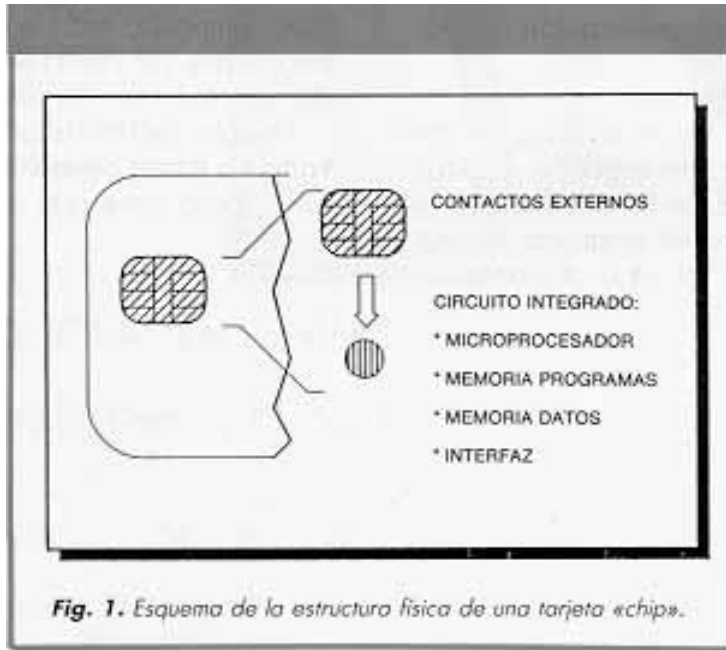 CONTACTOS EXTERNOS
CIRCUITO INTEGRADO:
* MICROPROCESADOR
* MEMORIA PROGRAMAS
* MEMORIA DATOS
* INTERFAZ
Fig. 1. Esquema de la estructura física de una tarjeta «chip».